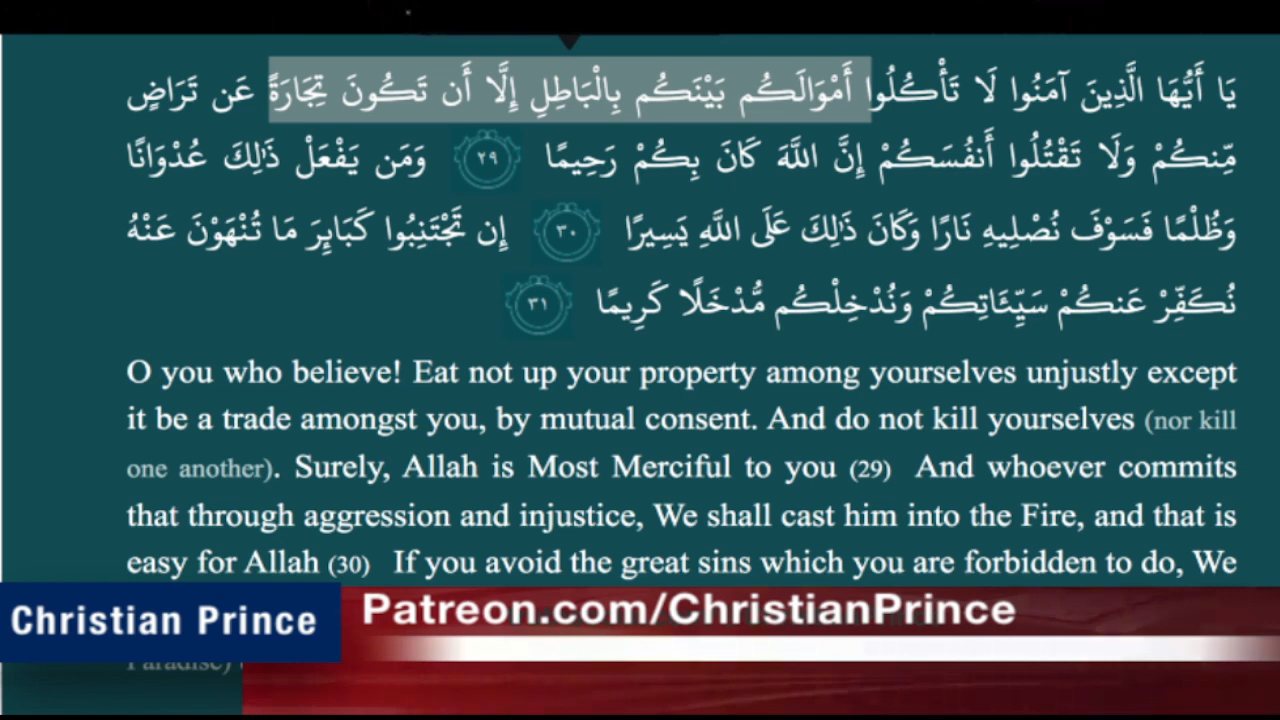 يَا أَيُّهَا الَّذِينَ آمَنُوا لَا تَأْكُلُوا أَمْوَالَكُم بَيْنَكُم بِالْبَاطِلِ إِلَّا أَن تَكُونَ تِجَارَةً عَن تَرَاضٍ
مِّنكُمْ وَلَا تَقْتُلُوا أَنفُسَكُمْ إِنَّ اللَّهَ كَانَ بِكُمْ رَحِيمًا ٢٩ وَمَن يَفْعَلْ ذَٰلِكَ عُدْوَانًا
وَظُلْمًا فَسَوْفَ نُصْلِيهِ نَارًا وَكَانَ ذَٰلِكَ عَلَى اللَّهِ يَسِيرًا ٣٠ إِن تَجْتَنِبُوا كَبَائِرَ مَا تُنْهَوْنَ عَنْهُ
نُكَفِّرْ عَنكُمْ سَيِّئَاتِكُمْ وَنُدْخِلْكُم مُّدْخَلًا كَرِيمًا ٣١
O you who believe! Eat not up your property among yourselves unjustly except
it be a trade amongst you, by mutual consent. And do not kill yourselves (nor kill
one another). Surely, Allah is Most Merciful to you (29) And whoever commits
that through aggression and injustice, We shall cast him into the Fire, and that is
easy for Allah (30) If you avoid the great sins which you are forbidden to do, We
Christian Prince
Patreon.com/ChristianPrince
Paradise)